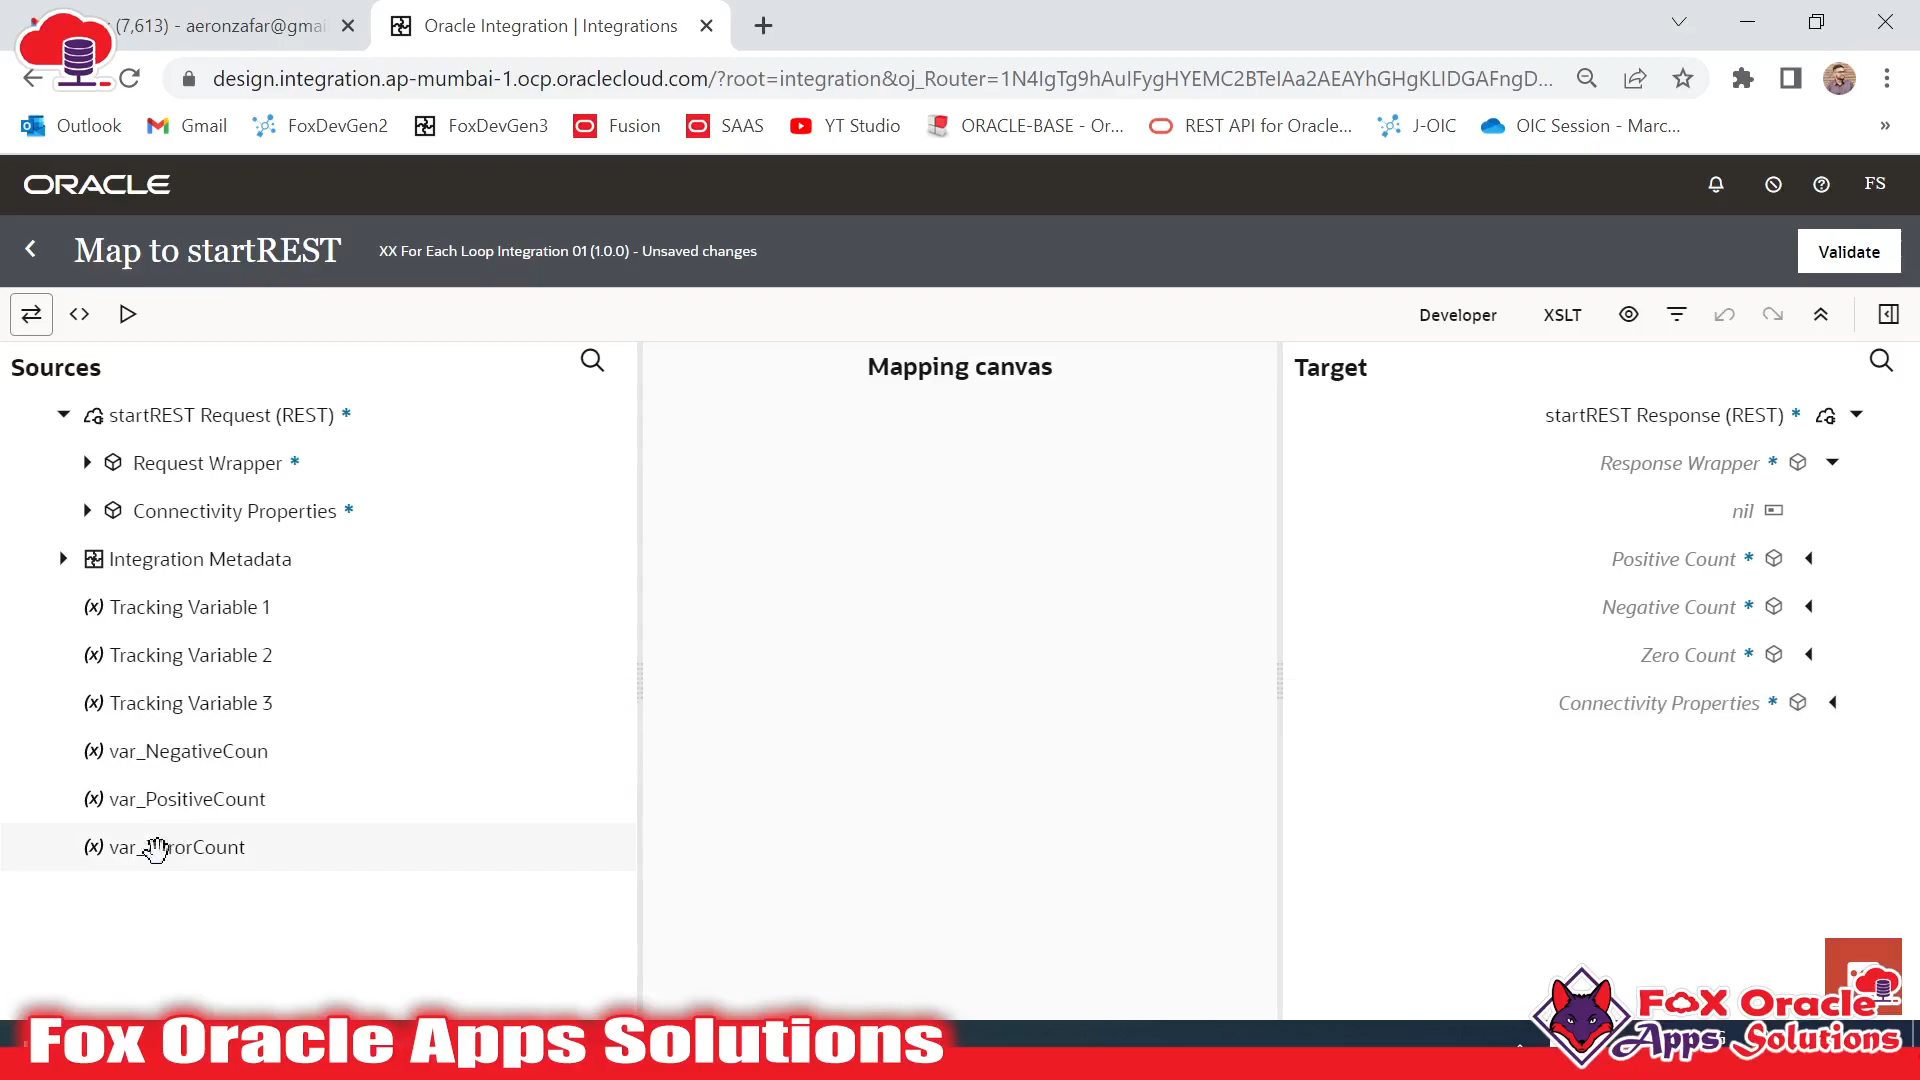 (7,613) - aeronzafar@gmai
Oracle Integration | Integrations
design.integration.ap-mumbai-1.ocp.oraclecloud.com/?root=integration&oj_Router=1N4IgTg9hAuIFygHYEMC2BTeIAa2AEAYhGHgKLIDGAFngD...
Outlook
Gmail
FoxDevGen2
FoxDevGen3
Fusion
SAAS
YT Studio
ORACLE-BASE - Or...
REST API for Oracle...
J-OIC
OIC Session - Marc...
»
ORACLE
FS
Map to startREST
XX For Each Loop Integration 01 (1.0.0) - Unsaved changes
Validate
Developer
XSLT
Sources
Mapping canvas
Target
startREST Request (REST) *
startREST Response (REST) *
Request Wrapper *
Response Wrapper *
Connectivity Properties *
nil
Integration Metadata
Positive Count *
(x) Tracking Variable 1
Negative Count *
(x) Tracking Variable 2
Zero Count *
(x) Tracking Variable 3
Connectivity Properties *
(x) var_NegativeCoun
(x) var_PositiveCount
(x)
Fox Oracle Apps Solutions
FOX Oracle
Apps Solutions